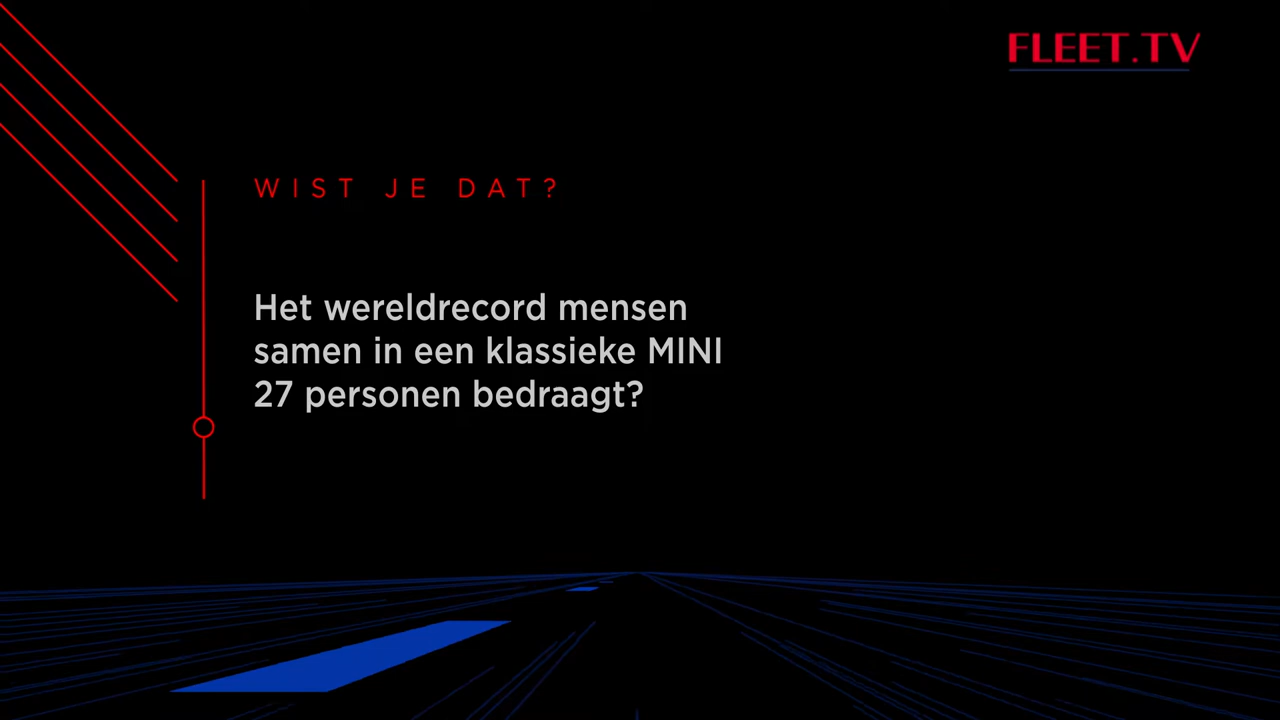 FLEET.TV
WIST JE DAT?
Het wereldrecord mensen
samen in een klassieke MINI
27 personen bedraagt?